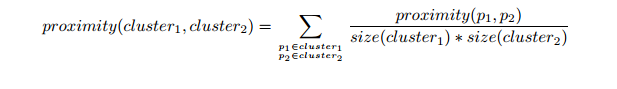 proximity(cluster₁, cluster₂) = ∑ p₁∈cluster₁ p₂∈cluster₂ proximity(p₁, p₂) / size(cluster₁) * size(cluster₂)